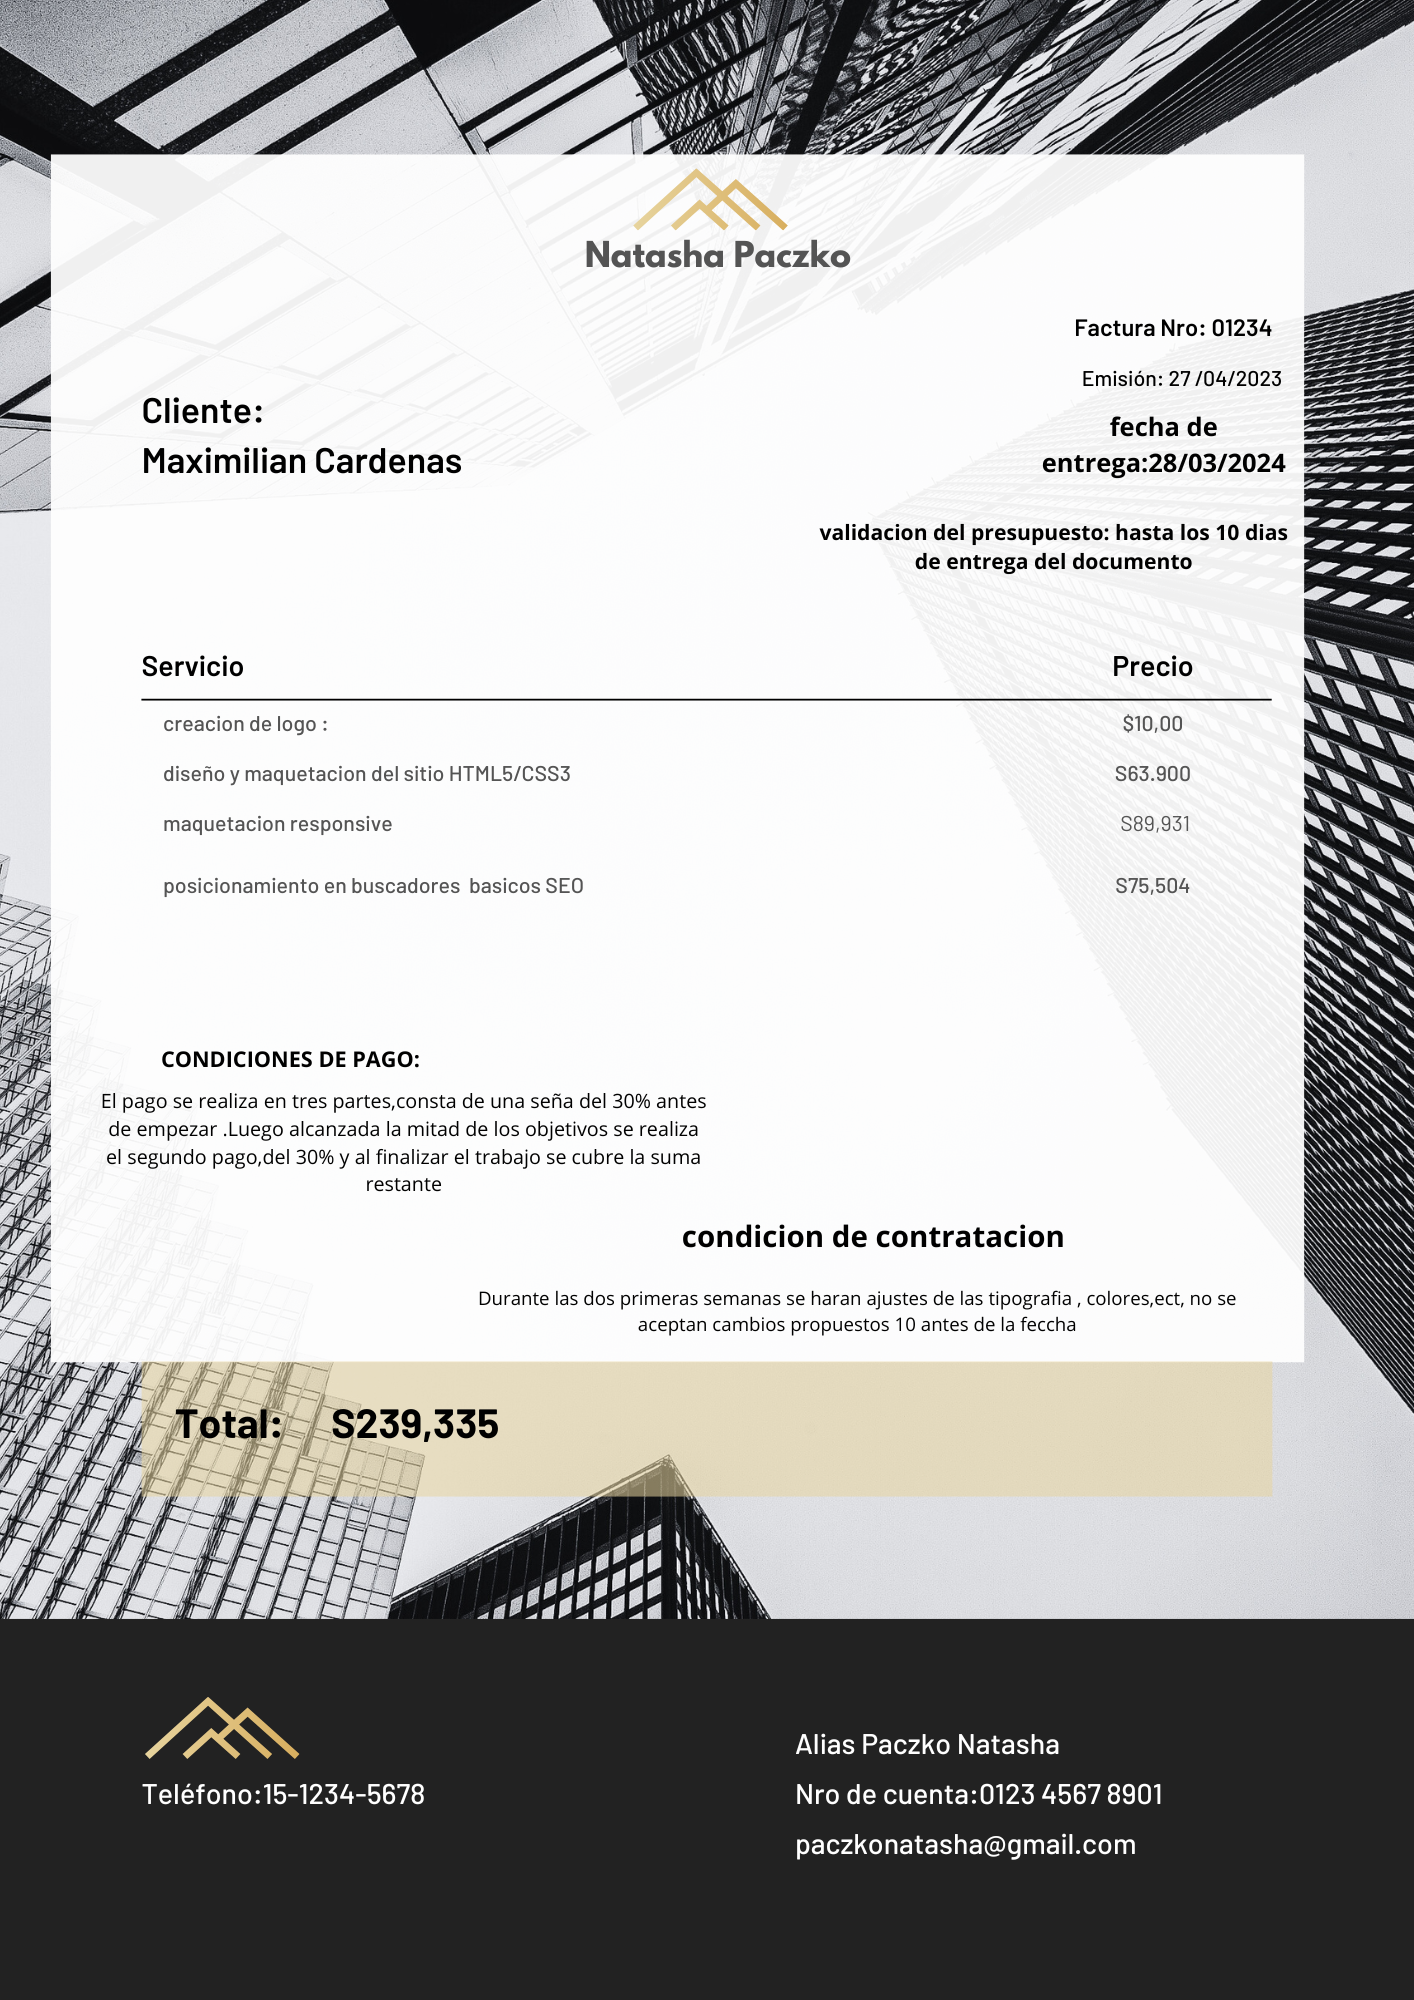 Natasha Paczko
Factura Nro: 01234
Emisión: 27 /04/2023
fecha de
entrega:28/03/2024
Cliente:
Maximilian Cardenas
validacion del presupuesto: hasta los 10 dias
de entrega del documento
Servicio Precio
creacion de logo : $10,00
diseño y maquetacion del sitio HTML5/CSS3 S63.900
maquetacion responsive S89,931
posicionamiento en buscadores  basicos SEO S75,504
CONDICIONES DE PAGO:
El pago se realiza en tres partes,consta de una seña del 30% antes
de empezar .Luego alcanzada la mitad de los objetivos se realiza
el segundo pago,del 30% y al finalizar el trabajo se cubre la suma
restante
condicion de contratacion
Durante las dos primeras semanas se haran ajustes de las tipografia , colores,ect, no se
aceptan cambios propuestos 10 antes de la feccha
Total: S239,335
Teléfono:15-1234-5678
Alias Paczko Natasha
Nro de cuenta:0123 4567 8901
paczkonatasha@gmail.com